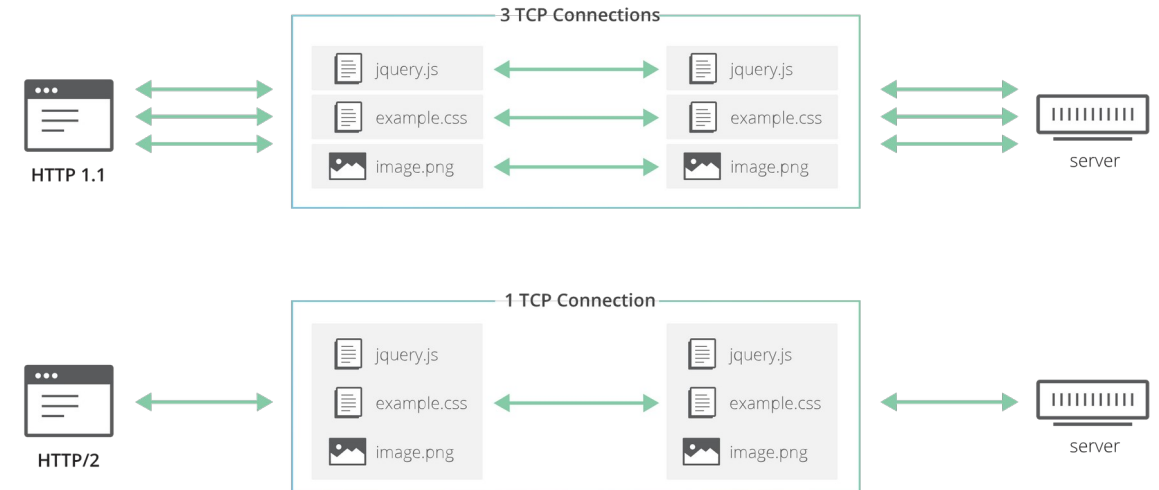 3 TCP Connections
jquery.js
jquery.js
example.css
example.css
image.png
image.png
HTTP 1.1
server
1 TCP Connection
jquery.js
jquery.js
example.css
example.css
image.png
image.png
HTTP/2
server